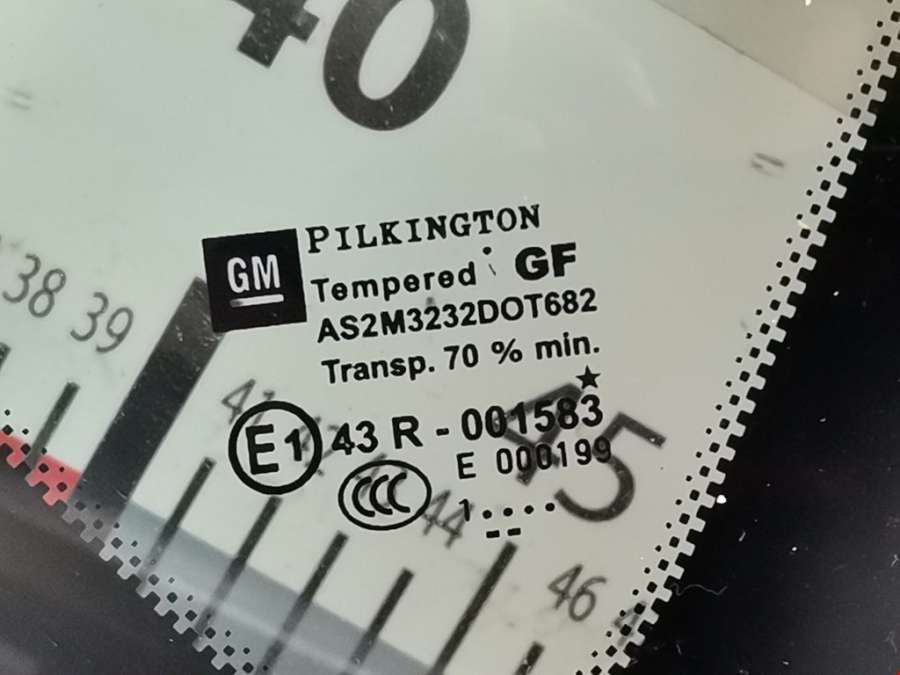 40
GM
PILKINGTON
Tempered GF
AS2M3232DOT682
Transp. 70 % min.
38 39
41
E1 43 R - 001583
E 000199
CCC
1....
45
44
46